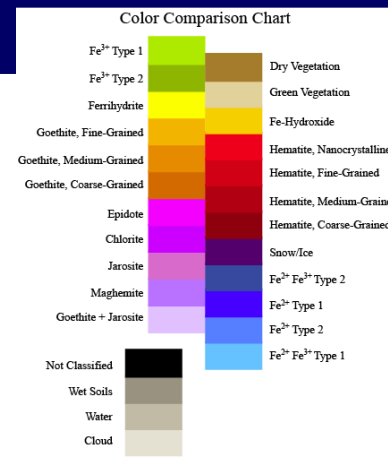 Color Comparison Chart
Fe³⁺ Type 1
Fe³⁺ Type 2
Ferrihydrite
Goethite, Fine-Grained
Goethite, Medium-Grained
Goethite, Coarse-Grained
Epidote
Chlorite
Jarosite
Maghemite
Goethite + Jarosite
Dry Vegetation
Green Vegetation
Fe-Hydroxide
Hematite, Nanocrystalline
Hematite, Fine-Grained
Hematite, Medium-Graine
Hematite, Coarse-Grained
Snow/Ice
Fe²⁺ Fe³⁺ Type 2
Fe²⁺ Type 1
Fe²⁺ Type 2
Fe²⁺ Fe³⁺ Type 1
Not Classified
Wet Soils
Water
Cloud